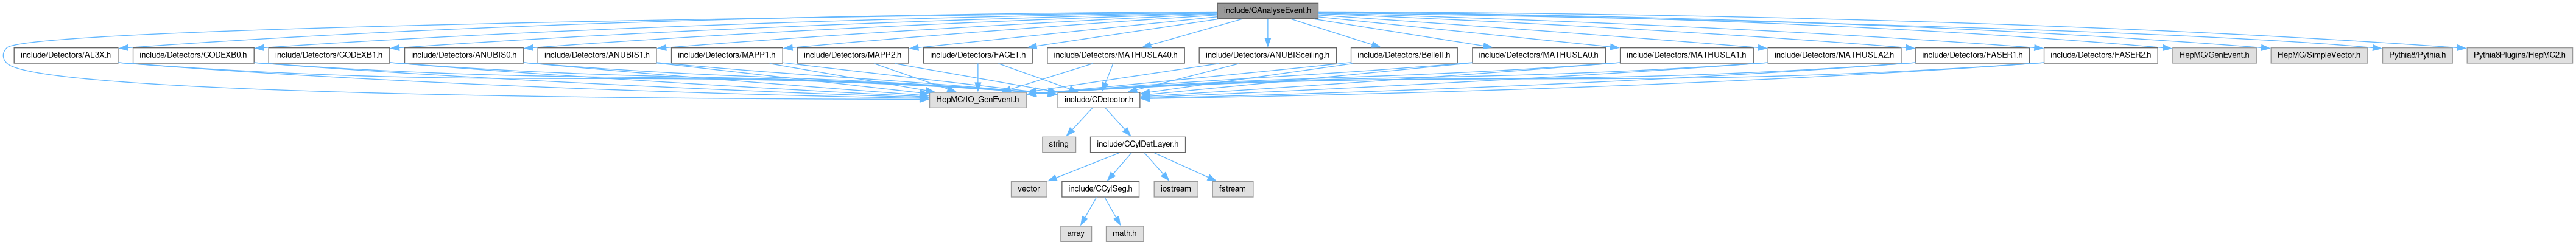 include/CAnalyseEvent.h
include/Detectors/AL3X.h
include/Detectors/CODEXB0.h
include/Detectors/CODEXB1.h
include/Detectors/ANUBIS0.h
include/Detectors/ANUBIS1.h
include/Detectors/MAPP1.h
include/Detectors/MAPP2.h
include/Detectors/FACET.h
include/Detectors/MATHUSLA40.h
include/Detectors/ANUBISceiling.h
include/Detectors/BelleII.h
include/Detectors/MATHUSLA0.h
include/Detectors/MATHUSLA1.h
include/Detectors/MATHUSLA2.h
include/Detectors/FASER1.h
include/Detectors/FASER2.h
HepMC/GenEvent.h
HepMC/SimpleVector.h
Pythia8/Pythia.h
Pythia8Plugins/HepMC2.h
HepMC/IO_GenEvent.h
include/CDetector.h
string
include/CCylDetLayer.h
vector
include/CCylSeg.h
iostream
fstream
array
math.h